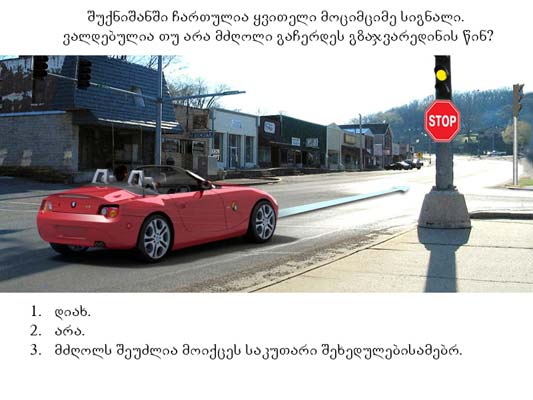 შუქნიშანში ჩართულია ყვითელი მოციმციმე სიგნალი.
ვალდებულია თუ არა მძღოლი გაჩერდეს გზაჯვარედინის წინ?
STOP
1. დიახ.
2. არა.
3. მძღოლს შეუძლია მოიქცეს საკუთარი შეხედულებისამებრ.